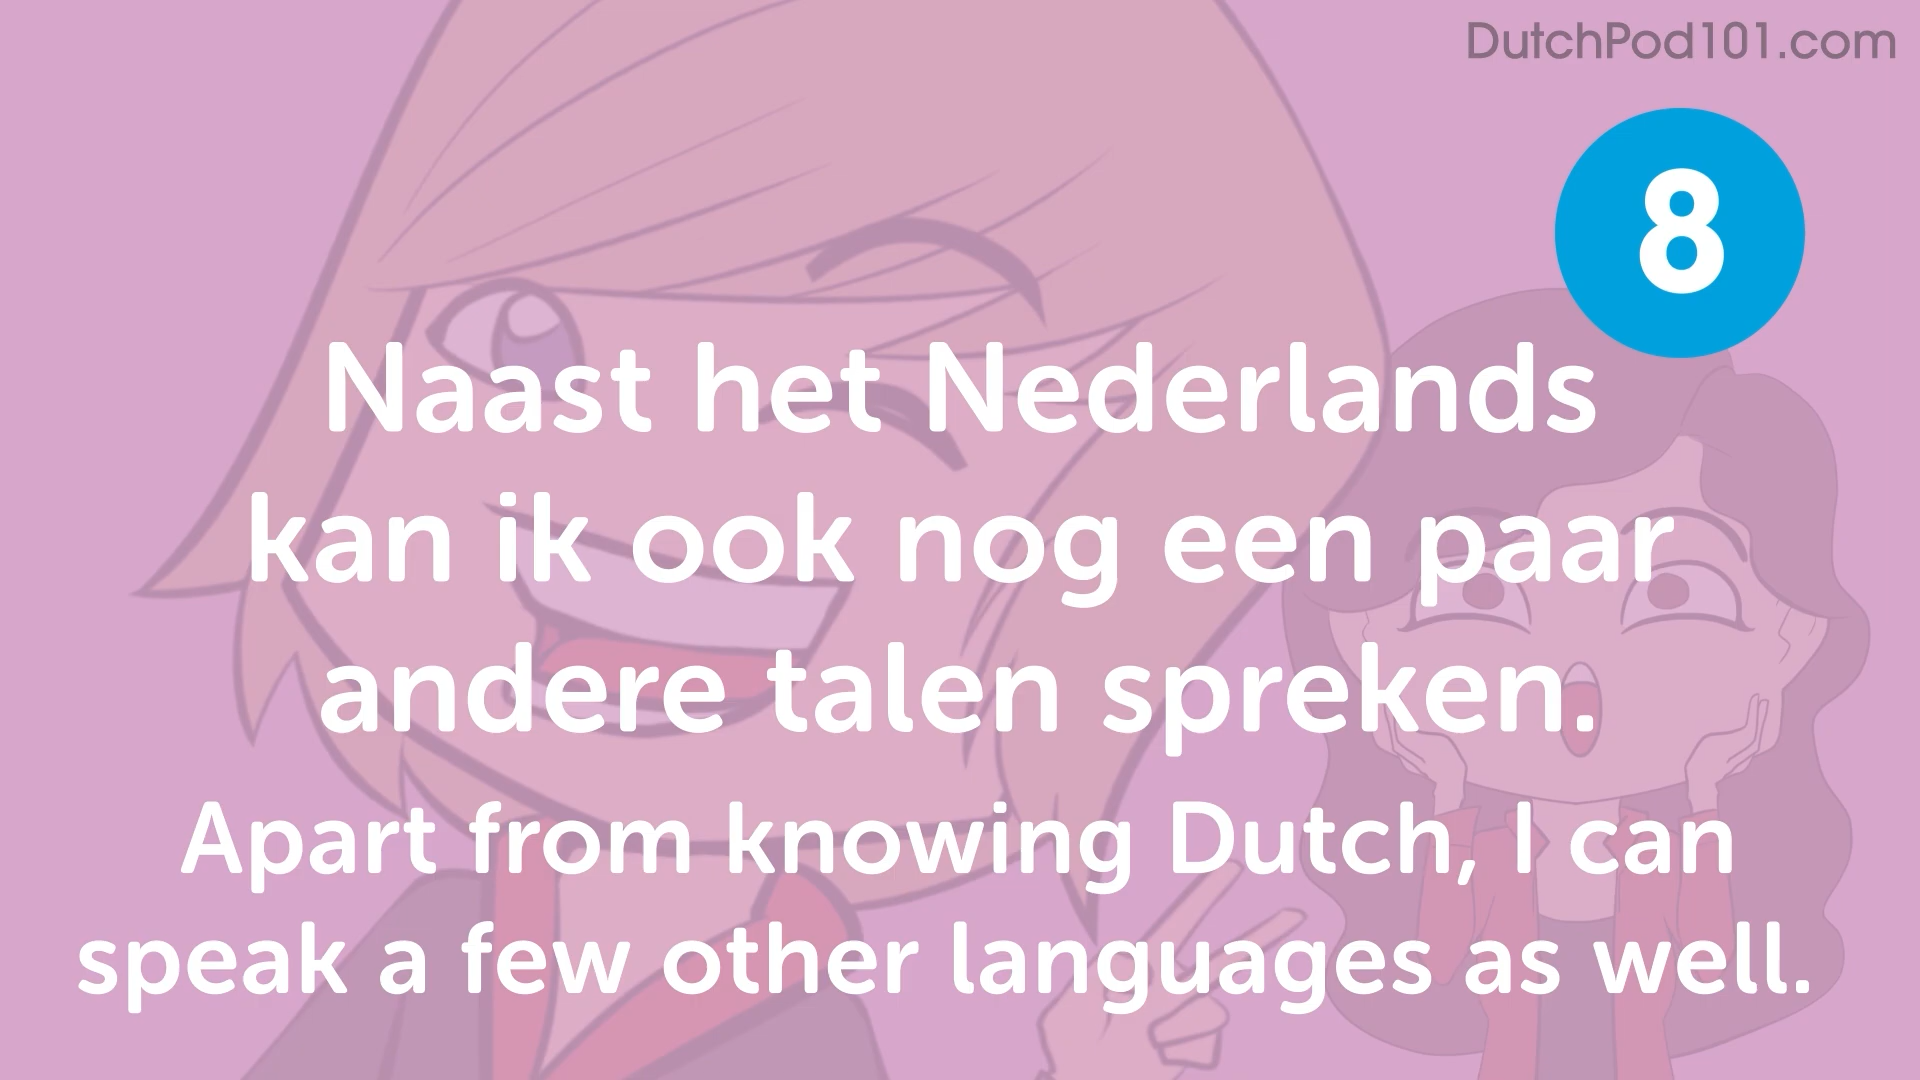 DutchPod101.com
8
Naast het Nederlands
kan ik ook nog een paar
andere talen spreken.
Apart from knowing Dutch, I can
speak a few other languages as well.